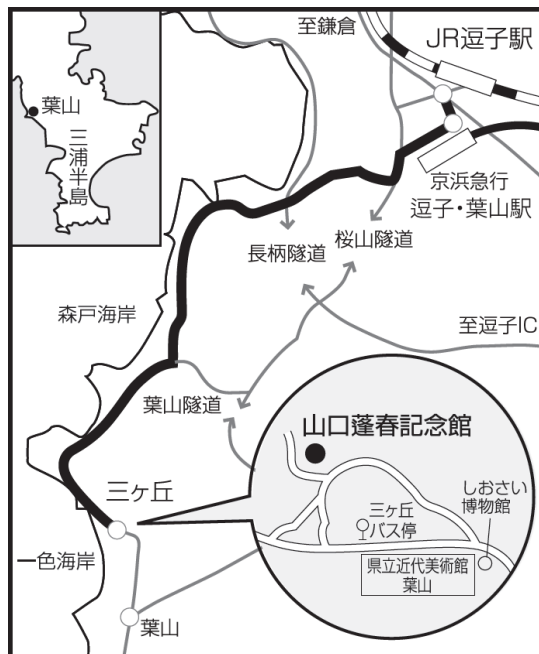 至鎌倉
JR逗子駅
葉山
三浦半島
京浜急行
逗子・葉山駅
長柄隧道
桜山隧道
森戸海岸
至逗子IC
葉山隧道
山口蓬春記念館
三ヶ丘
しおさい
博物館
三ヶ丘
バス停
県立近代美術館
葉山
一色海岸
葉山